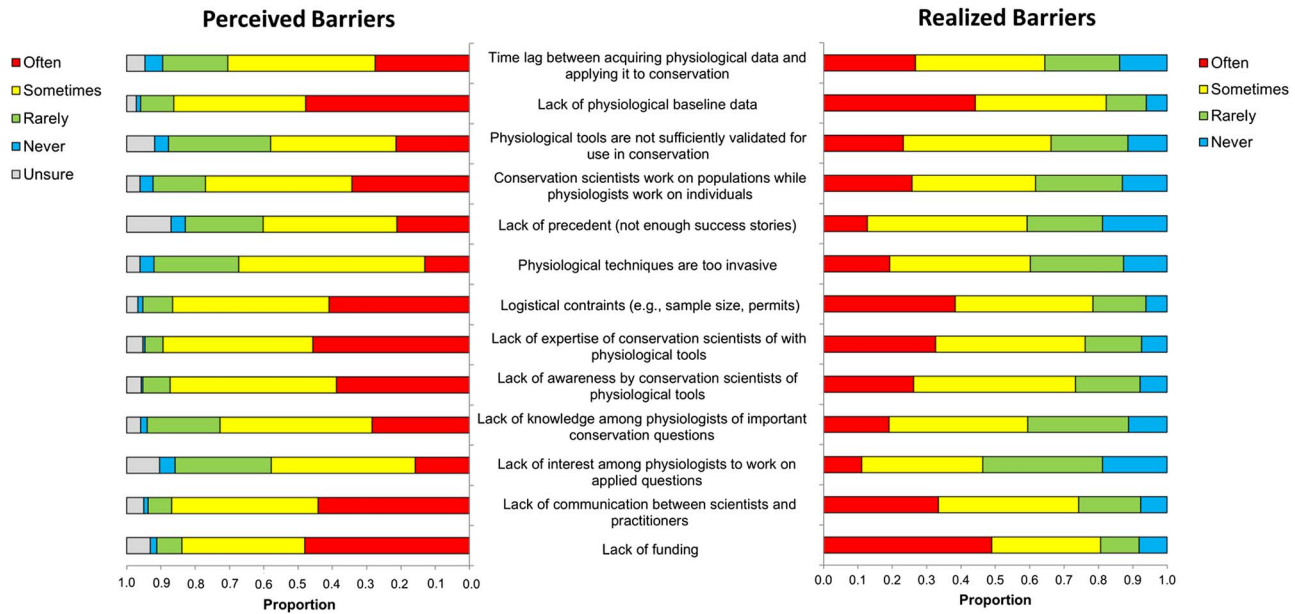 Perceived Barriers
Realized Barriers
Often
Sometimes
Rarely
Never
Unsure
Time lag between acquiring physiological data and
applying it to conservation
Lack of physiological baseline data
Physiological tools are not sufficiently validated for
use in conservation
Conservation scientists work on populations while
physiologists work on individuals
Lack of precedent (not enough success stories)
Physiological techniques are too invasive
Logistical contraints (e.g., sample size, permits)
Lack of expertise of conservation scientists of with
physiological tools
Lack of awareness by conservation scientists of
physiological tools
Lack of knowledge among physiologists of important
conservation questions
Lack of interest among physiologists to work on
applied questions
Lack of communication between scientists and
practitioners
Lack of funding
Often
Sometimes
Rarely
Never
1.0 0.9 0.8 0.7 0.6 0.5 0.4 0.3 0.2 0.1 0.0
Proportion
0.0 0.1 0.2 0.3 0.4 0.5 0.6 0.7 0.8 0.9 1.0
Proportion